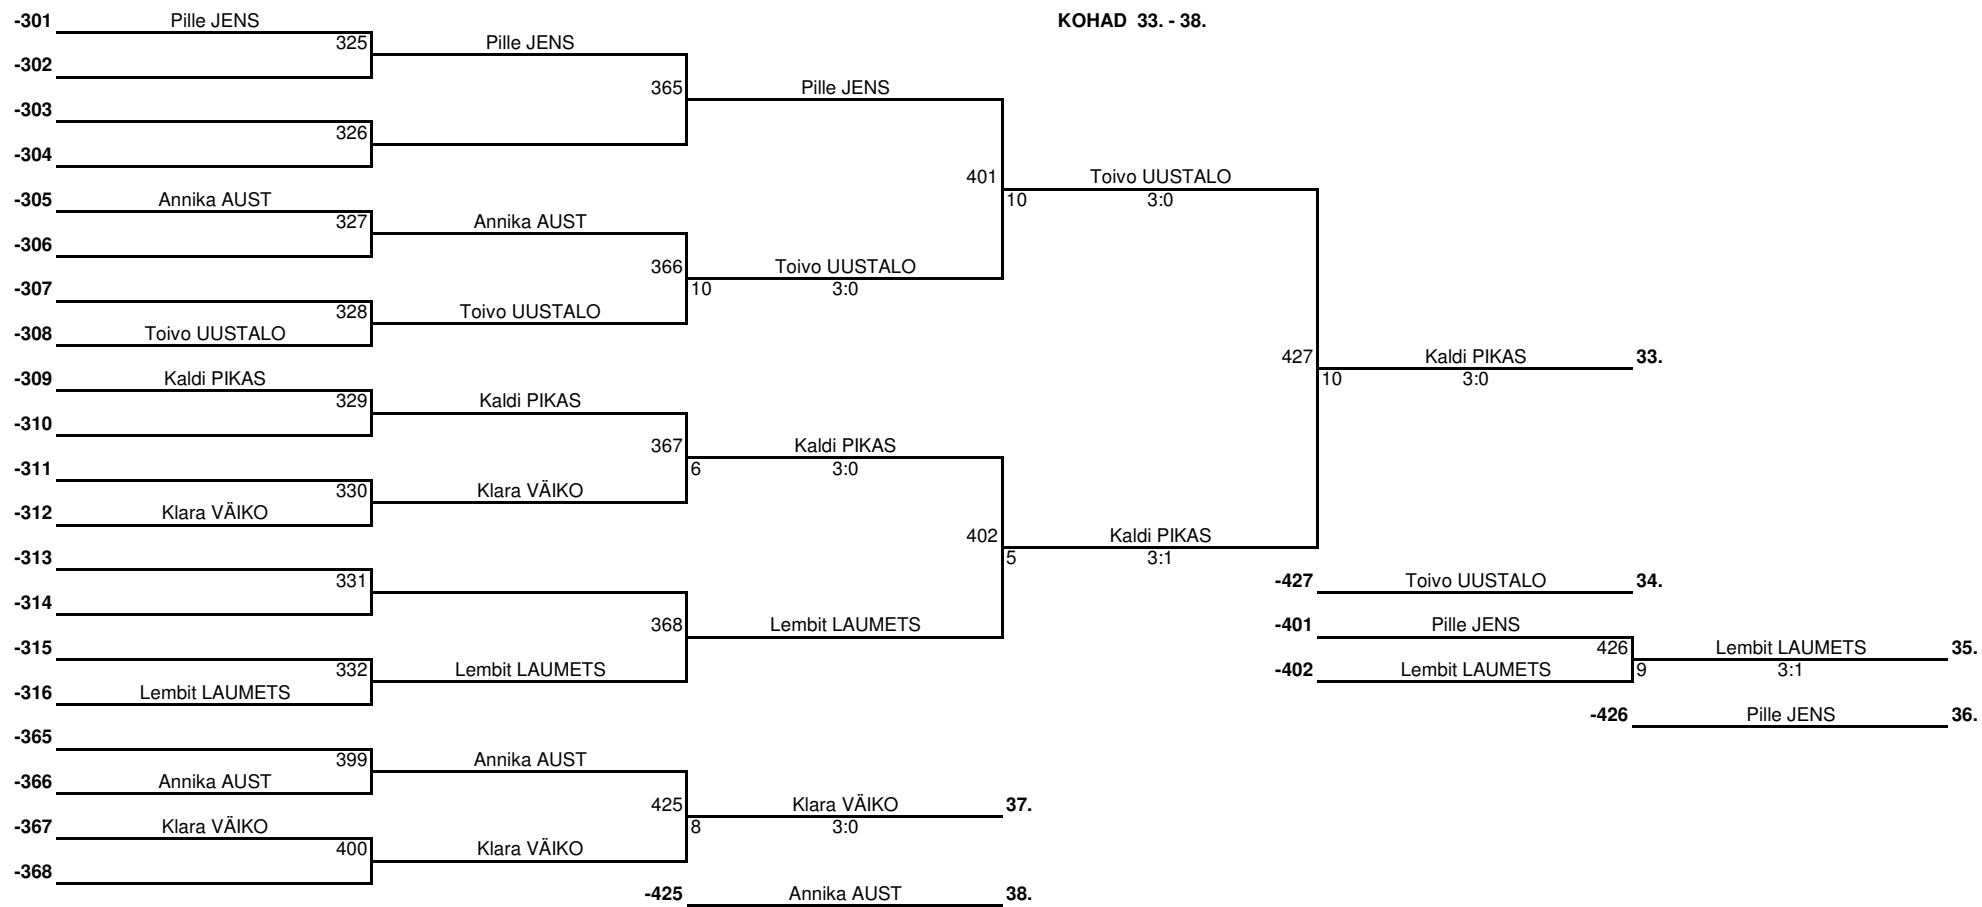 -301 Pille JENS KOHAD 33. - 38.
325 Pille JENS
-302
365 Pille JENS
-303
326
-304
401 Toivo UUSTALO
10 3:0
-305 Annika AUST
327 Annika AUST
-306
366 Toivo UUSTALO
10 3:0
-307
328 Toivo UUSTALO
-308 Toivo UUSTALO
427 Kaldi PIKAS 33.
10 3:0
-309 Kaldi PIKAS
329 Kaldi PIKAS
-310
367 Kaldi PIKAS
6 3:0
-311
330 Klara VÄIKO
-312 Klara VÄIKO
402 Kaldi PIKAS
5 3:1
-313
331
-427 Toivo UUSTALO 34.
-314
368 Lembit LAUMETS
-401 Pille JENS
-315
426 Lembit LAUMETS 35.
9 3:1
332 Lembit LAUMETS
-402 Lembit LAUMETS
-316 Lembit LAUMETS
-426 Pille JENS 36.
-365
399 Annika AUST
-366 Annika AUST
425 Klara VÄIKO 37.
8 3:0
-367 Klara VÄIKO
400 Klara VÄIKO
-368
-425 Annika AUST 38.